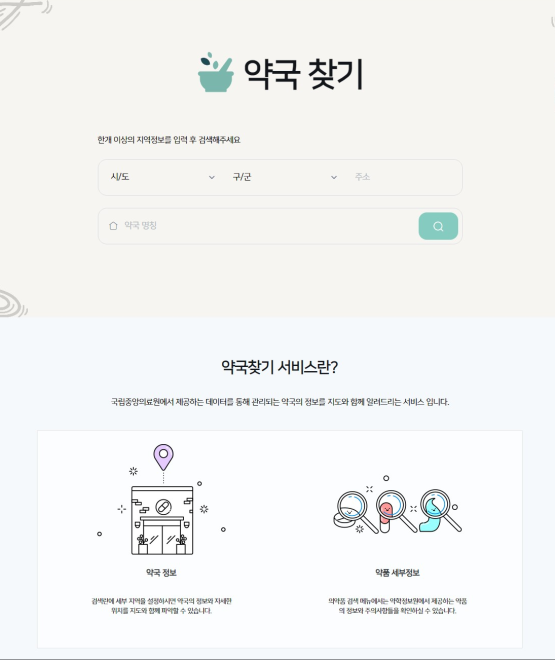 약국 찾기
한개 이상의 지역정보를 입력 후 검색해주세요
시/도 구/군 주소
약국 명칭
약국찾기 서비스란?
국립중앙의료원에서 제공하는 데이터를 통해 관리되는 약국의 정보를 지도와 함께 알려드리는 서비스 입니다.
약국 정보
검색란에 세부 지역을 설정하시면 약국의 정보와 자세한
위치를 지도와 함께 파악할 수 있습니다.
약품 세부정보
의약품 검색 메뉴에서는 약학정보원에서 제공하는 약품
의 정보와 주의사항들을 확인하실 수 있습니다.